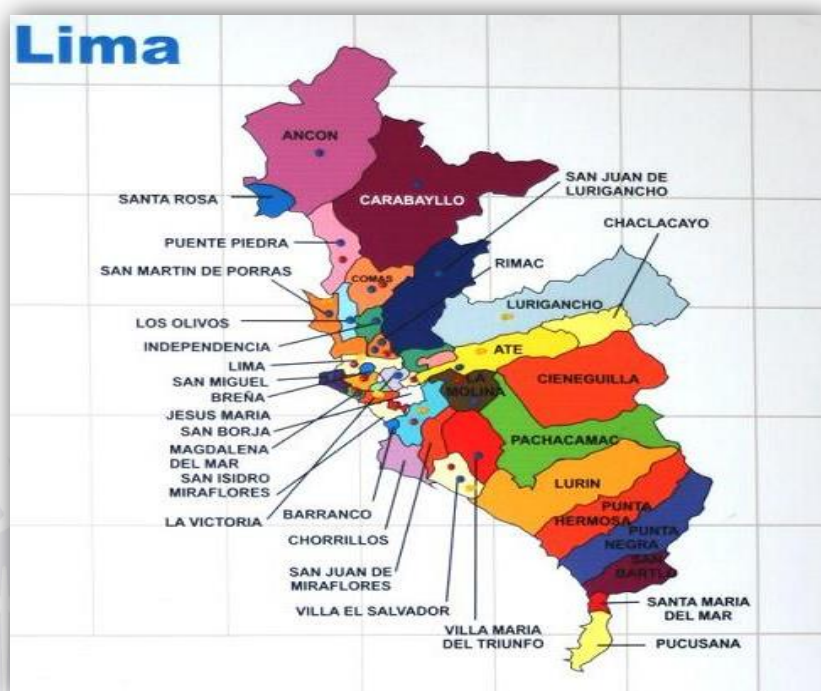 Lima
ANCON
SANTA ROSA
CARABAYLLO
SAN JUAN DE
LURIGANCHO
CHACLACAYO
PUENTE PIEDRA
RIMAC
SAN MARTIN DE PORRAS
COMAS
LURIGANCHO
LOS OLIVOS
INDEPENDENCIA
ATE
LIMA
SAN MIGUEL
LA
MOLINA
CIENEGUILLA
BREÑA
JESUS MARIA
SAN BORJA
PACHACAMAC
MAGDALENA
DEL MAR
SAN ISIDRO
MIRAFLORES
LURIN
LA VICTORIA
BARRANCO
CHORRILLOS
PUNTA
HERMOSA
PUNTA
NEGRA
SAN
BARTLO
SAN JUAN DE
MIRAFLORES
VILLA EL SALVADOR
VILLA MARIA
DEL TRIUNFO
SANTA MARIA
DEL MAR
PUCUSANA